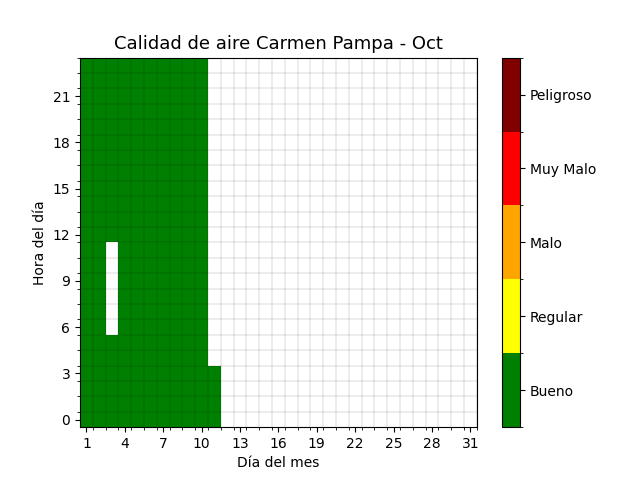 Calidad de aire Carmen Pampa - Oct
Hora del día
21
18
15
12
9
6
3
0
1 4 7 10 13 16 19 22 25 28 31
Día del mes
Peligroso
Muy Malo
Malo
Regular
Bueno